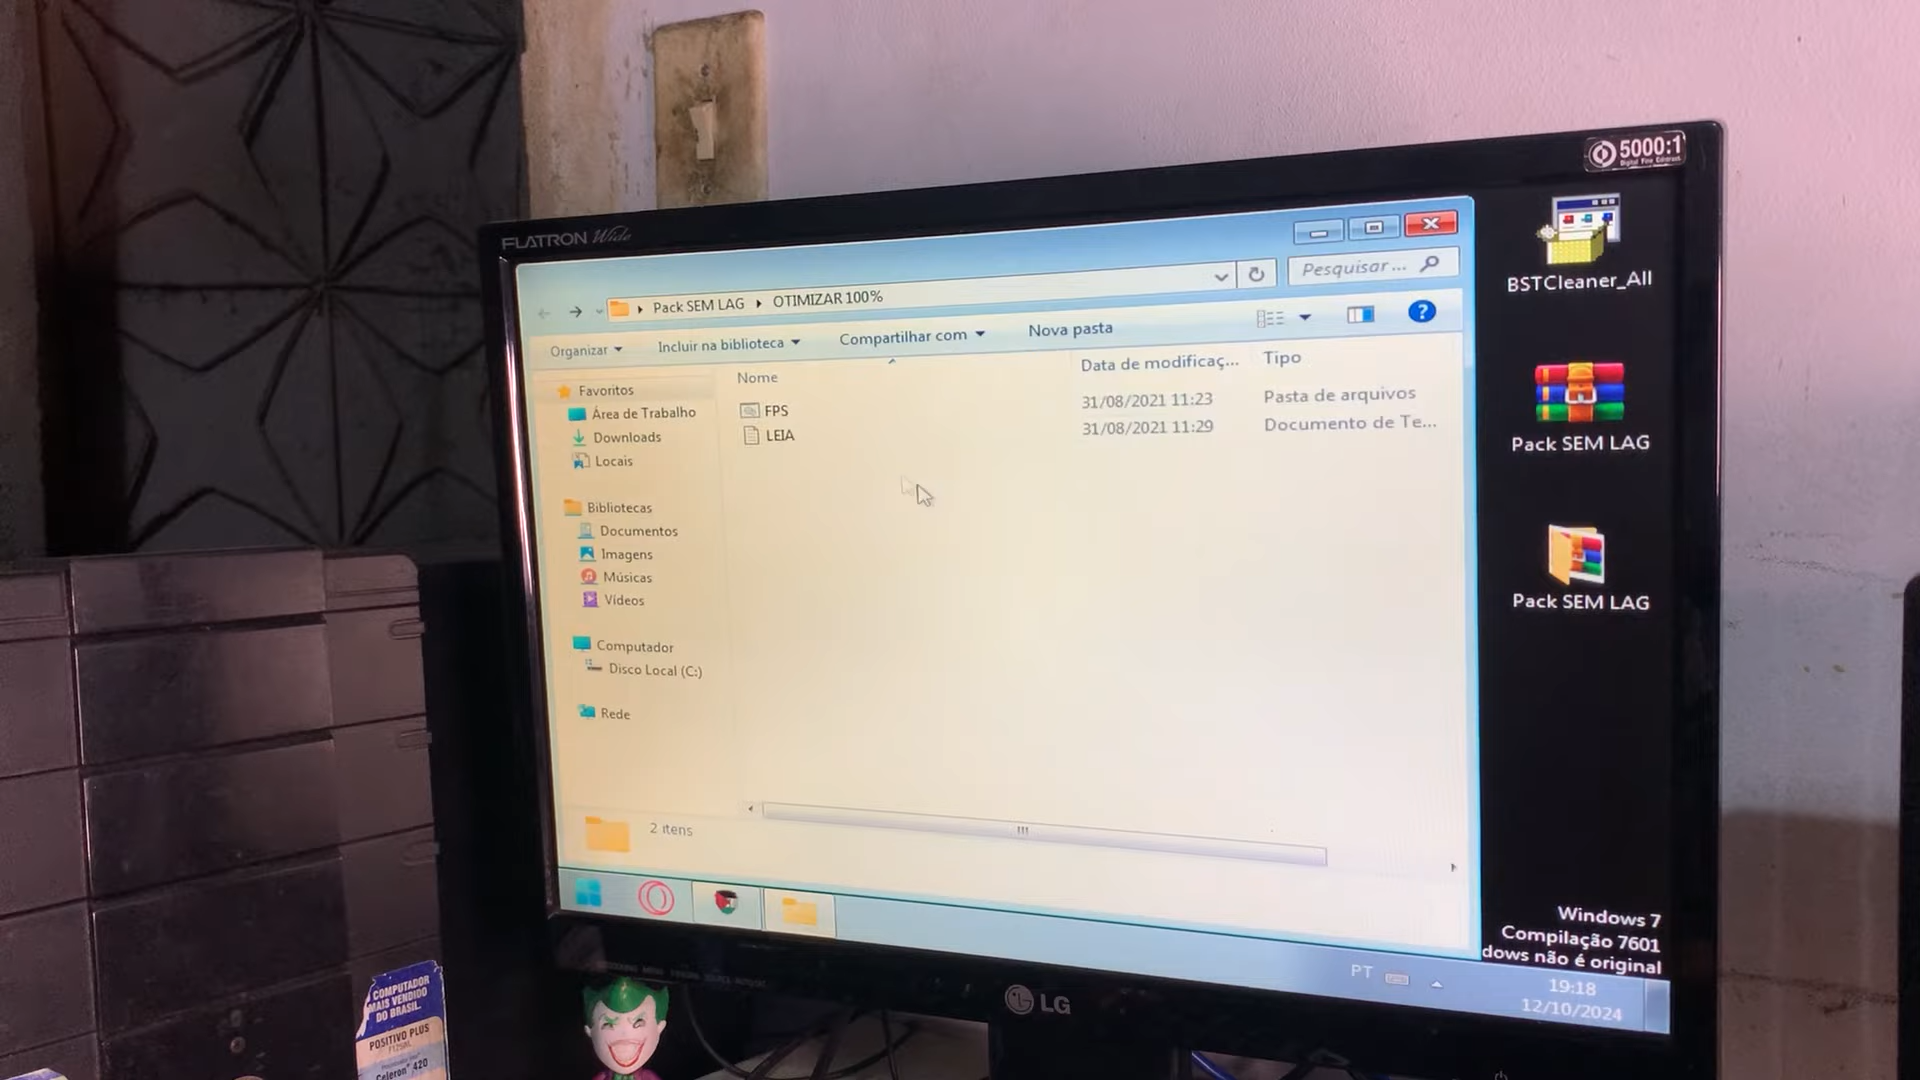 5000:1
Digital Fine Contrast
FLATRON Wide
Pesquisar ...
Pack SEM LAG
OTIMIZAR 100%
Organizar
Incluir na biblioteca
Compartilhar com
Nova pasta
Nome
Data de modificaç...
Tipo
FPS
31/08/2021 11:23
Pasta de arquivos
LEIA
31/08/2021 11:29
Documento de Te...
Favoritos
Área de Trabalho
Downloads
Locais
Bibliotecas
Documentos
Imagens
Músicas
Vídeos
Computador
Disco Local (C:)
Rede
2 itens
BSTCleaner_All
Pack SEM LAG
Pack SEM LAG
Windows 7
Compilação 7601
dows não é original
PT
19:18
12/10/2024
LG
COMPUTADOR
MAIS VENDIDO
DO BRASIL.
POSITIVO PLUS
Celeron 420